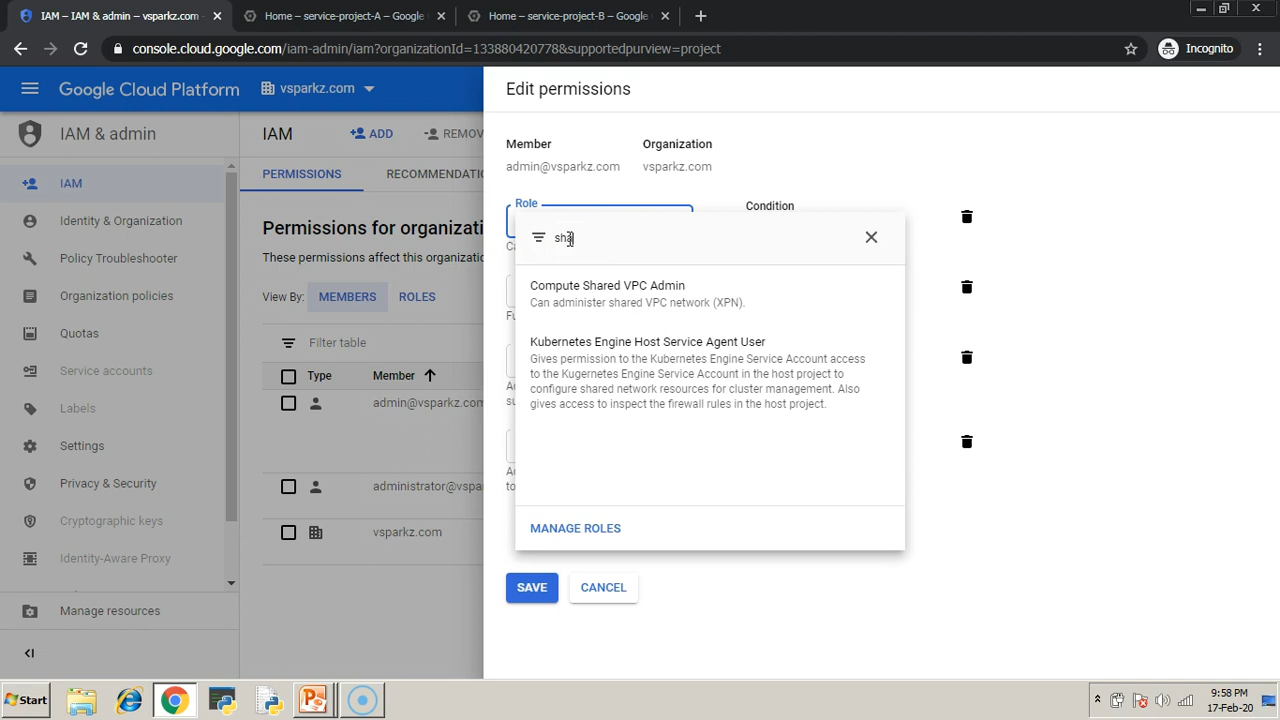 IAM – IAM & admin – vsparkz.com
Home – service-project-A – Google
Home – service-project-B – Google
console.cloud.google.com/iam-admin/iam?organizationId=133880420778&supportedpurview=project
Incognito
Google Cloud Platform
vsparkz.com
IAM & admin
IAM
Identity & Organization
Policy Troubleshooter
Organization policies
Quotas
Service accounts
Labels
Settings
Privacy & Security
Cryptographic keys
Identity-Aware Proxy
Manage resources
IAM
ADD
REMOV
PERMISSIONS
RECOMMENDATIO
Permissions for organizati
These permissions affect this organizatio
View By:
MEMBERS
ROLES
Filter table
Type
Member
admin@vsparkz.com
administrator@vspa
vsparkz.com
Edit permissions
Member
Organization
admin@vsparkz.com
vsparkz.com
Role
Condition
sha
Compute Shared VPC Admin
Can administer shared VPC network (XPN).
Kubernetes Engine Host Service Agent User
Gives permission to the Kubernetes Engine Service Account access
to the Kugernetes Engine Service Account in the host project to
configure shared network resources for cluster management. Also
gives access to inspect the firewall rules in the host project.
MANAGE ROLES
SAVE
CANCEL
Start
9:58 PM
17-Feb-20